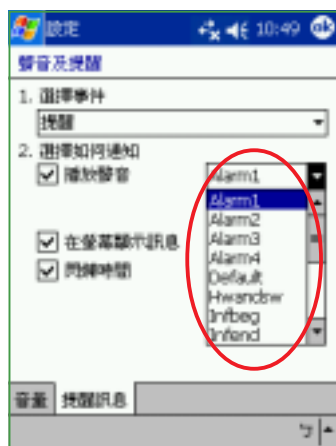 設定 10:49 ok
聲音及提醒
1. 選擇事件
提醒
2. 選擇如何通知
播放聲音 Alarm1
Alarm1
Alarm2
Alarm3
在螢幕顯示訊息
Alarm4
閃爍時間
Default
Hwandsw
Infbeg
Infend
音量 提醒訊息
ㄅ